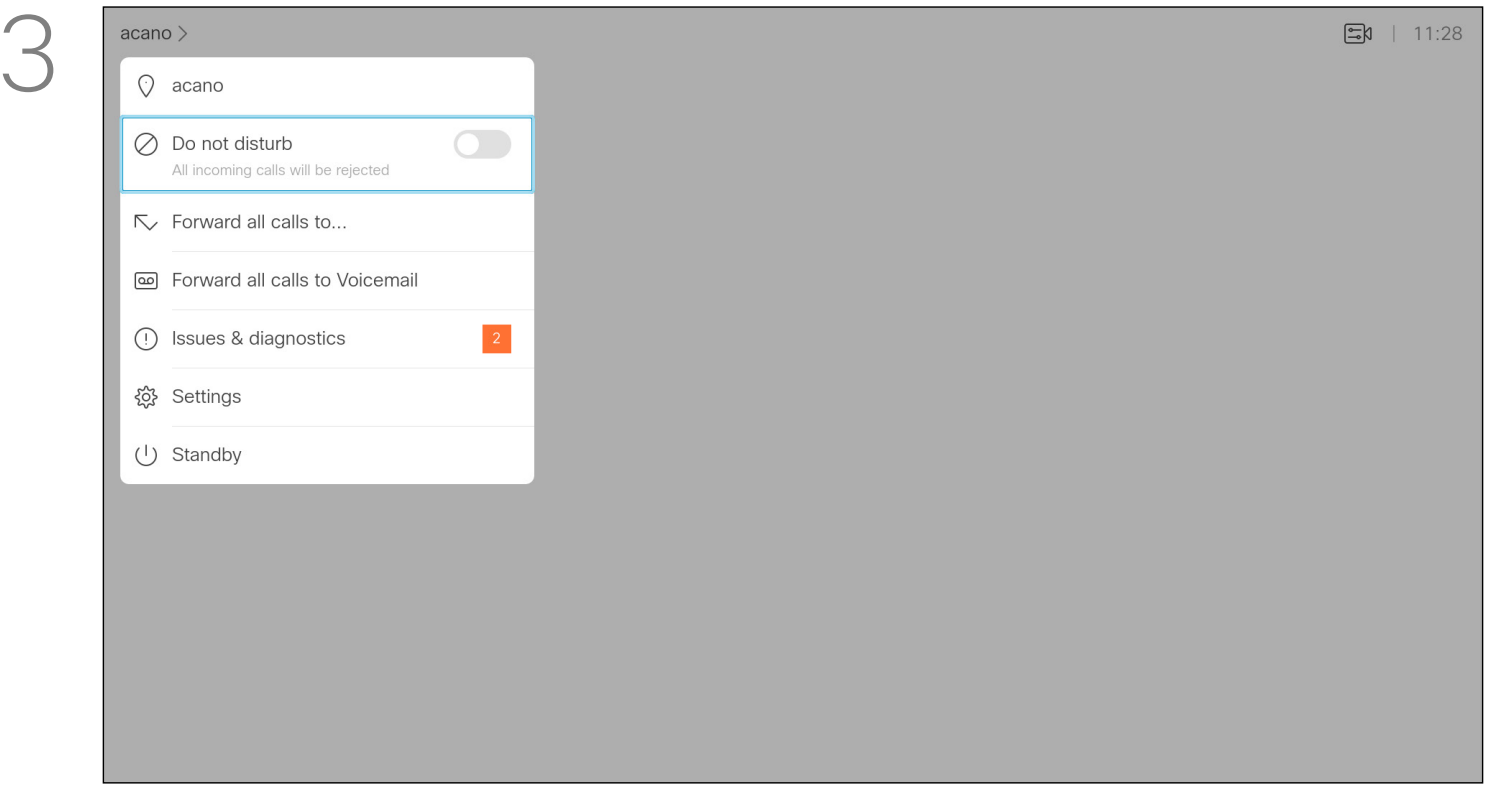 3
acano >
11:28
acano
Do not disturb
All incoming calls will be rejected
Forward all calls to...
Forward all calls to Voicemail
Issues & diagnostics 2
Settings
Standby